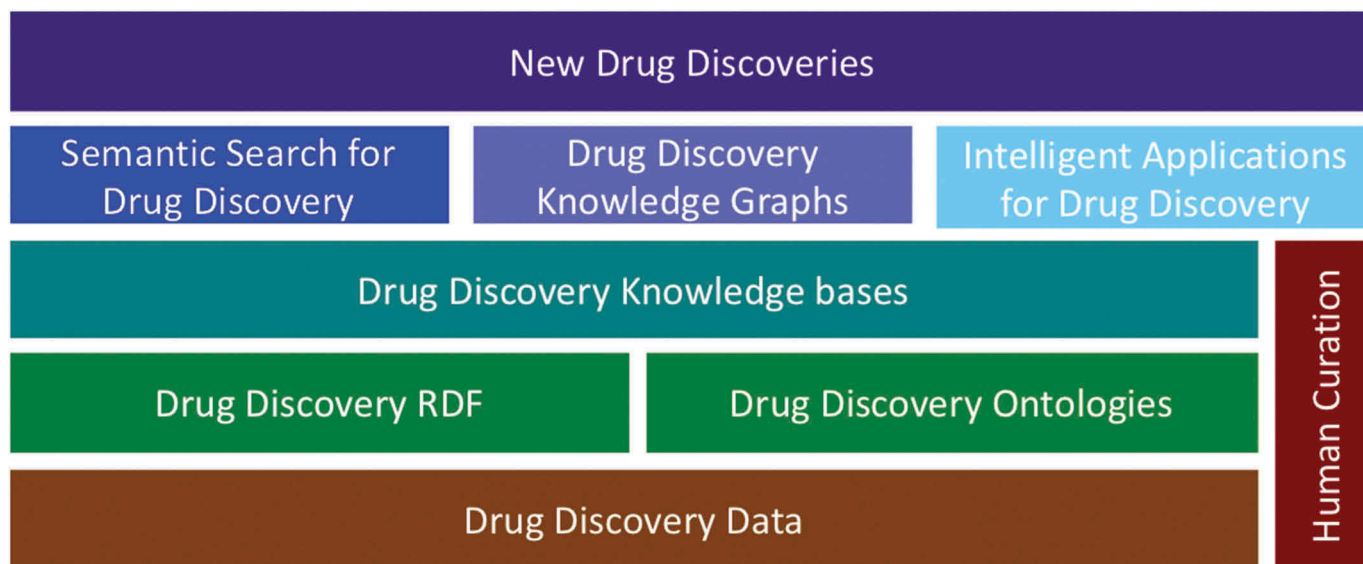 New Drug Discoveries
Semantic Search for
Drug Discovery
Drug Discovery
Knowledge Graphs
Intelligent Applications
for Drug Discovery
Drug Discovery Knowledge bases
Human Curation
Drug Discovery RDF
Drug Discovery Ontologies
Drug Discovery Data